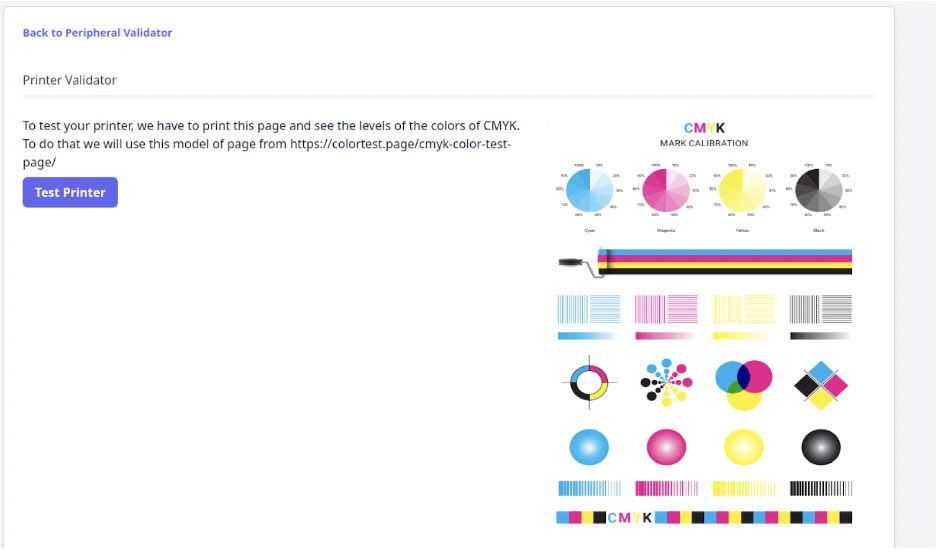 Back to Peripheral Validator
Printer Validator
To test your printer, we have to print this page and see the levels of the colors of CMYK.
To do that we will use this model of page from https://colortest.page/cmyk-color-test-
page/
Test Printer
CMYK
MARK CALIBRATION
Cyan
Magenta
Yellow
Black
CMYK